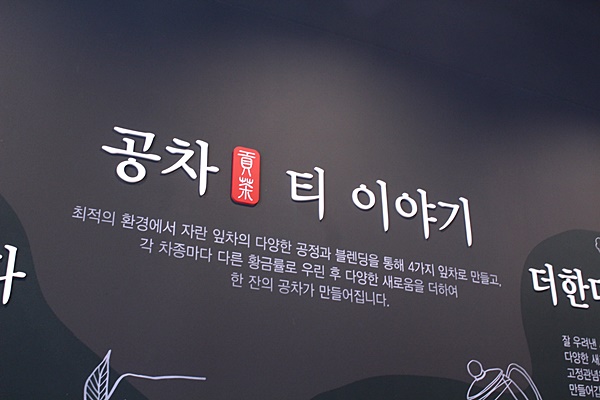 공차 貢茶 티 이야기
최적의 환경에서 자란 잎차의 다양한 공정과 블렌딩을 통해 4가지 잎차로 만들고,
각 차종마다 다른 황금률로 우린 후 다양한 새로움을 더하여
한 잔의 공차가 만들어집니다.
더한다
잘 우려낸
다양한 새
고정관념
만들어갑